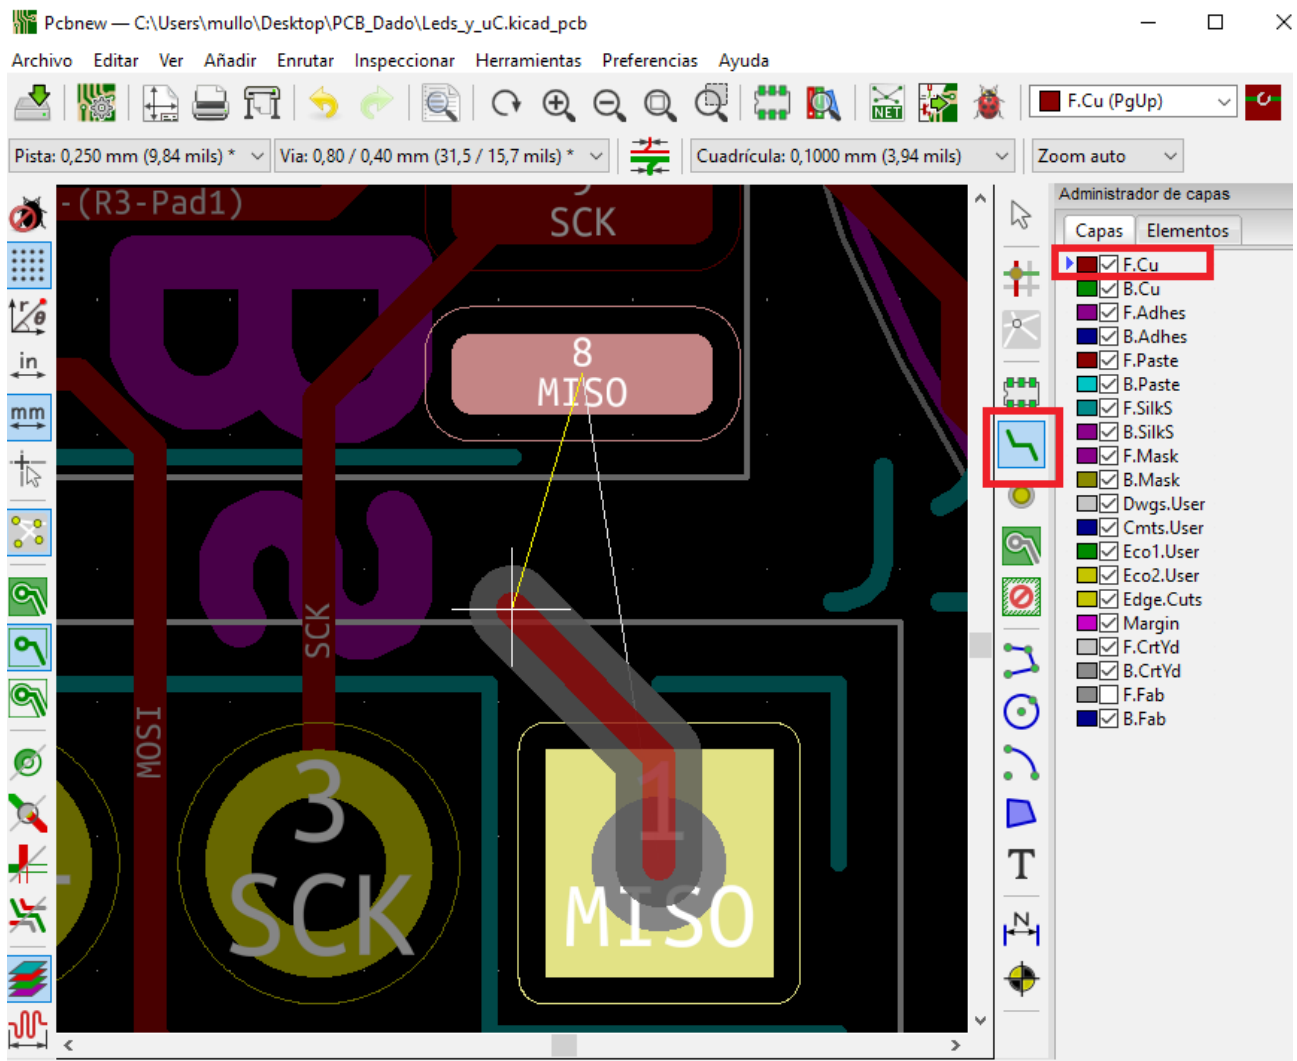 Pcbnew — C:\Users\mullo\Desktop\PCB_Dado\Leds_y_uC.kicad_pcb
Archivo Editar Ver Añadir Enrutar Inspeccionar Herramientas Preferencias Ayuda
NET
F.Cu (PgUp)
Pista: 0,250 mm (9,84 mils) *
Via: 0,80 / 0,40 mm (31,5 / 15,7 mils) *
Cuadrícula: 0,1000 mm (3,94 mils)
Zoom auto
in
mm
-(R3-Pad1)
SCK
8
MISO
SCK
MOSI
3
SCK
1
MISO
T
N
Administrador de capas
Capas Elementos
F.Cu
B.Cu
F.Adhes
B.Adhes
F.Paste
B.Paste
F.SilkS
B.SilkS
F.Mask
B.Mask
Dwgs.User
Cmts.User
Eco1.User
Eco2.User
Edge.Cuts
Margin
F.CrtYd
B.CrtYd
F.Fab
B.Fab